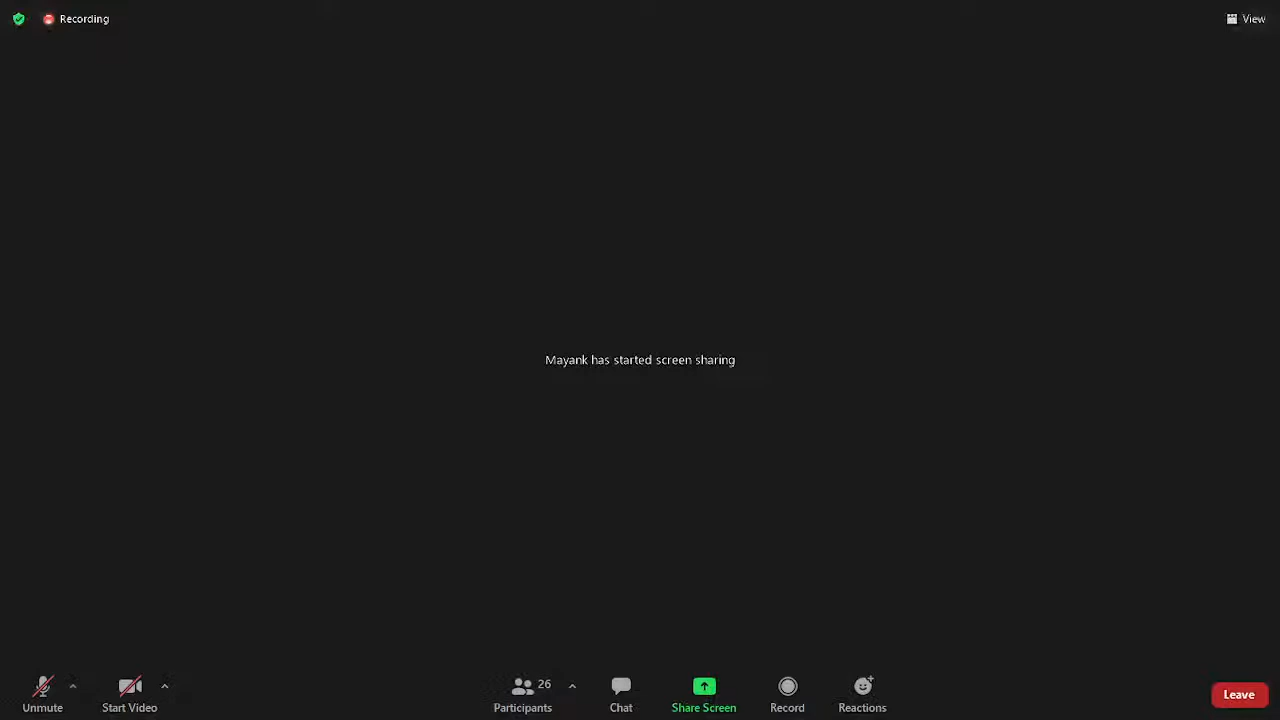 Recording
View
Mayank has started screen sharing
26
Unmute
Start Video
Participants
Chat
Share Screen
Record
Reactions
Leave